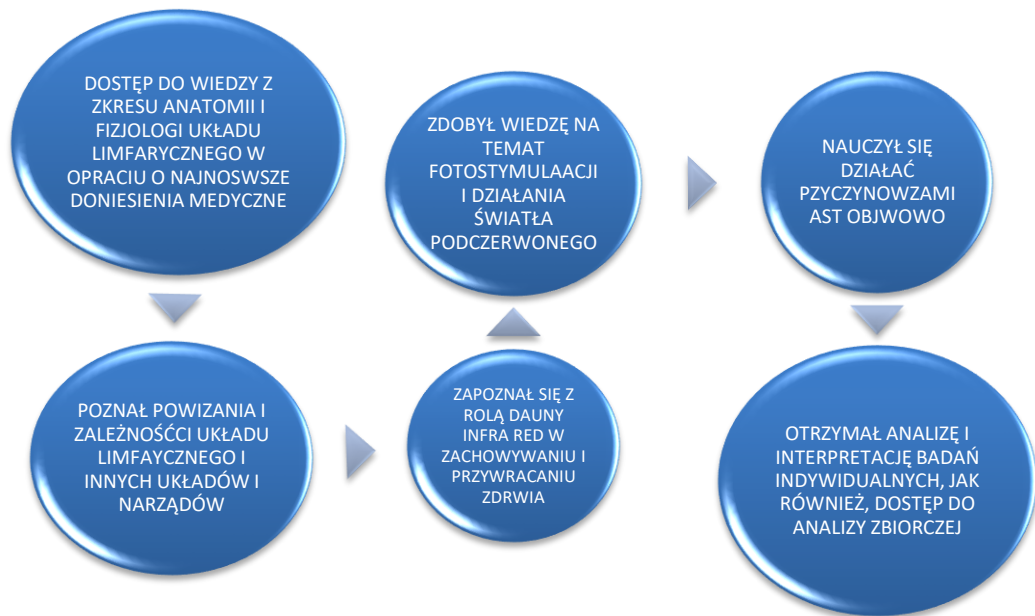 DOSTĘP DO WIEDZY Z
ZKRESU ANATOMII I
FIZJOLOGI UKŁADU
LIMFARYCZNEGO W
OPRACIU O NAJNOSWSZE
DONIESIENIA MEDYCZNE
POZNAŁ POWIZANIA I
ZALEŻNOŚĆCI UKŁADU
LIMFAYCZNEGO I
INNYCH UKŁADÓW I
NARZĄDÓW
ZAPOZNAŁ SIĘ Z
ROLĄ DAUNY
INFRA RED W
ZACHOWYWANIU I
PRZYWRACANIU
ZDRWIA
ZDOBYŁ WIEDZĘ NA
TEMAT
FOTOSTYMULAACJI
I DZIAŁANIA
ŚWIATŁA
PODCZERWONEGO
NAUCZYŁ SIĘ
DZIAŁAĆ
PZYCZYNOWZAMI
AST OBJWOWO
OTRZYMAŁ ANALIZĘ I
INTERPRETACJĘ BADAŃ
INDYWIDUALNYCH, JAK
RÓWNIEŻ, DOSTĘP DO
ANALIZY ZBIORCZEJ